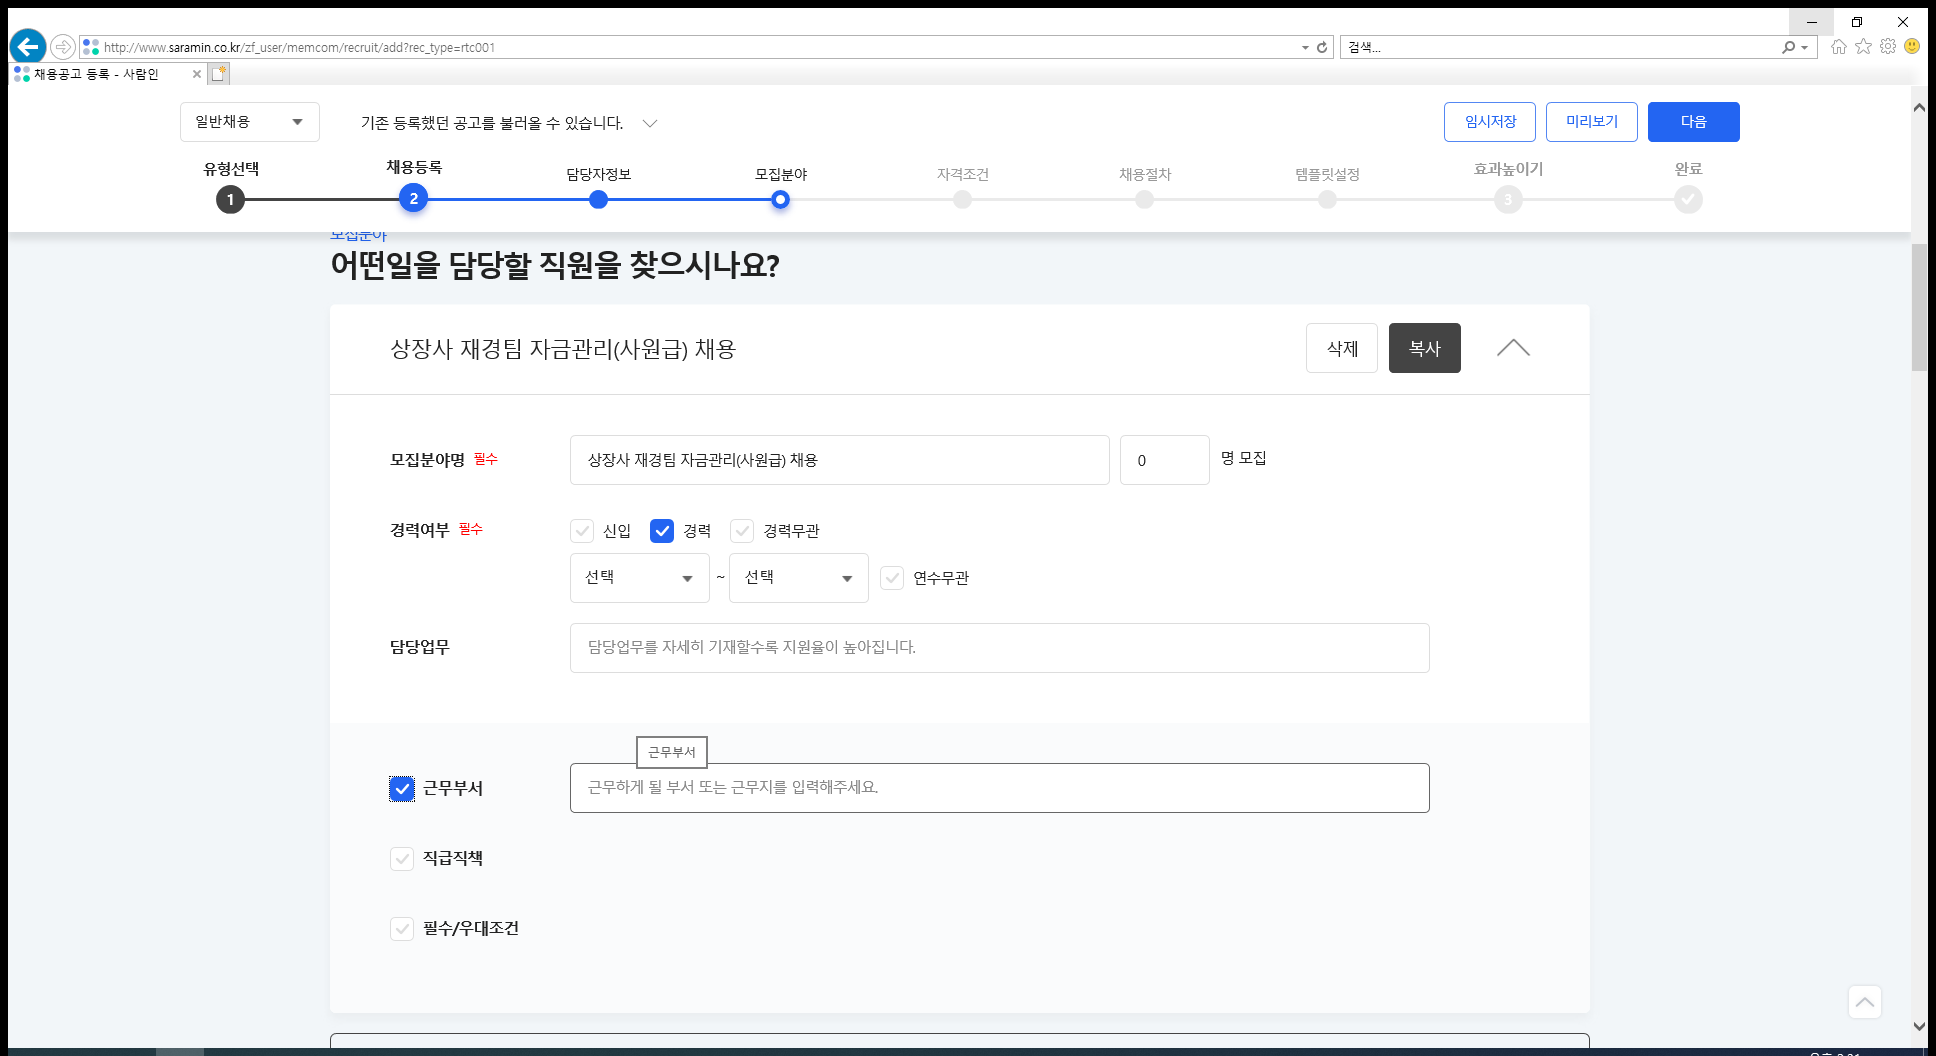 http://www.saramin.co.kr/zf_user/memcom/recruit/add?rec_type=rtc001
검색...
채용공고 등록 - 사람인
일반채용
기존 등록했던 공고를 불러올 수 있습니다.
임시저장
미리보기
다음
유형선택
채용등록
담당자정보
모집분야
자격조건
채용절차
템플릿설정
효과높이기
완료
1
2
3
모집분야
어떤일을 담당할 직원을 찾으시나요?
상장사 재경팀 자금관리(사원급) 채용
삭제
복사
모집분야명 필수
상장사 재경팀 자금관리(사원급) 채용
0
명 모집
경력여부 필수
신입
경력
경력무관
선택
~
선택
연수무관
담당업무
담당업무를 자세히 기재할수록 지원율이 높아집니다.
근무부서
근무부서
근무하게 될 부서 또는 근무지를 입력해주세요.
직급직책
필수/우대조건